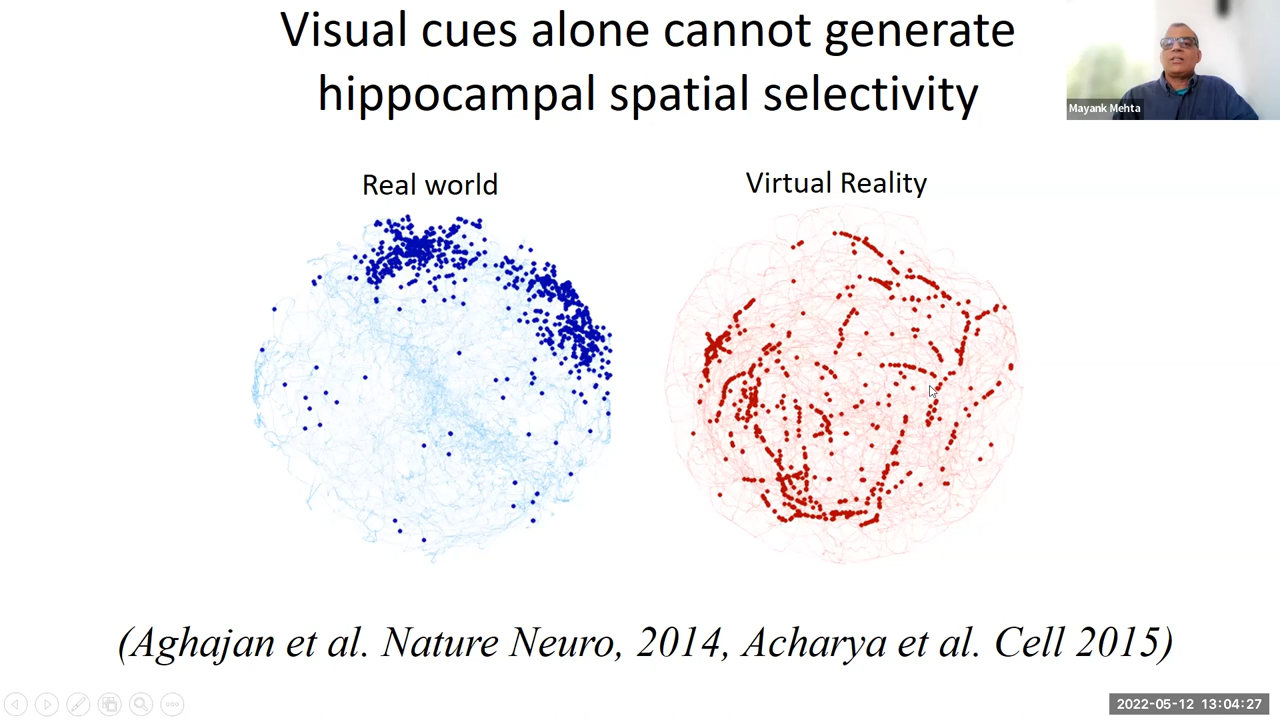 Visual cues alone cannot generate
hippocampal spatial selectivity
Mayank Mehta
Real world
Virtual Reality
(Aghajan et al. Nature Neuro, 2014, Acharya et al. Cell 2015)
2022-05-12 13:04:27